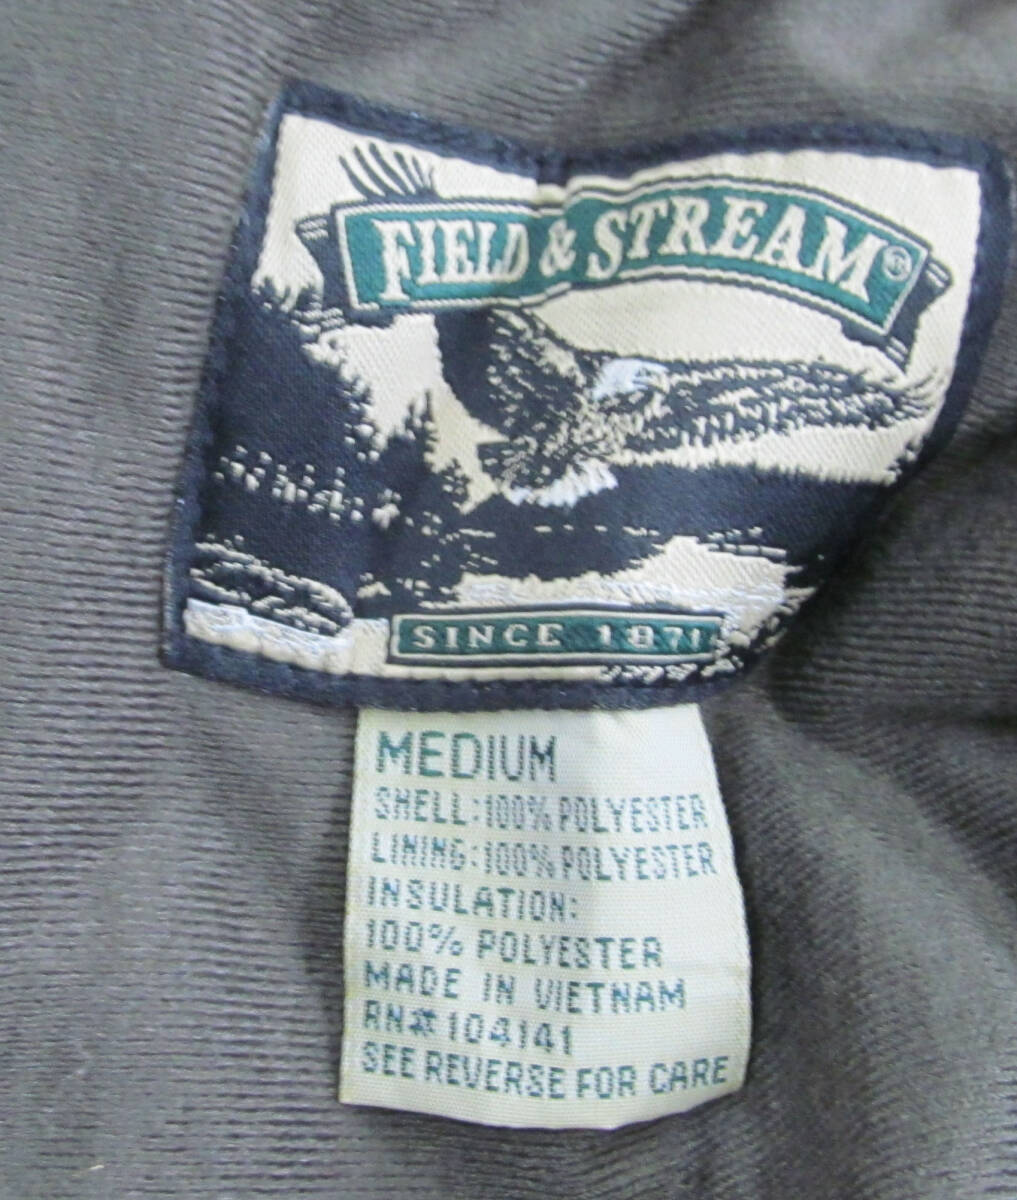 FIELD & STREAM®
SINCE 1871
MEDIUM
SHELL: 100% POLYESTER
LINING: 100% POLYESTER
INSULATION:
100% POLYESTER
MADE IN VIETNAM
RN# 104141
SEE REVERSE FOR CARE